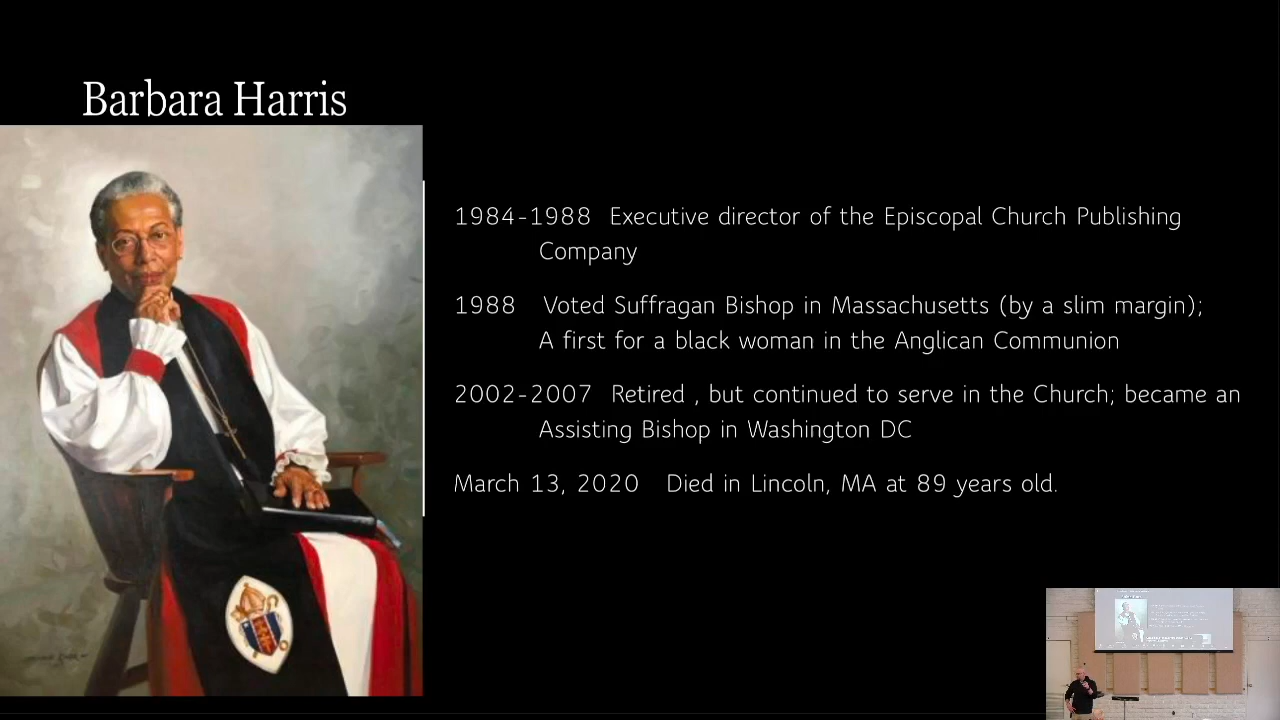 Barbara Harris
1984-1988 Executive director of the Episcopal Church Publishing
Company
1988 Voted Suffragan Bishop in Massachusetts (by a slim margin);
A first for a black woman in the Anglican Communion
2002-2007 Retired , but continued to serve in the Church; became an
Assisting Bishop in Washington DC
March 13, 2020 Died in Lincoln, MA at 89 years old.